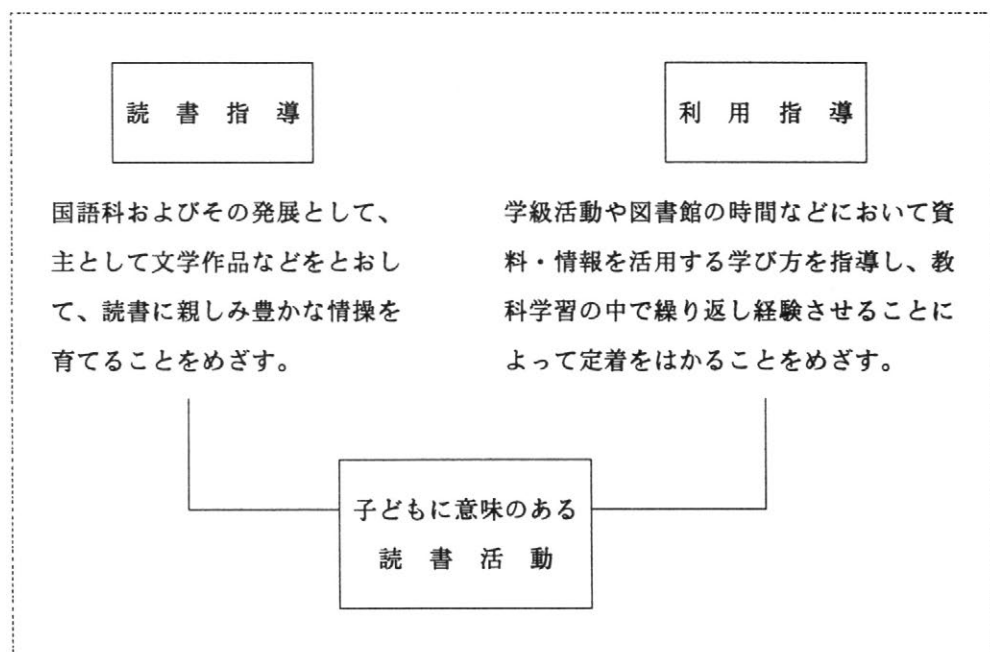 読書指導
国語科およびその発展として、
主として文学作品などをとおし
て、読書に親しみ豊かな情操を
育てることをめざす。
利用指導
学級活動や図書館の時間などにおいて資
料・情報を活用する学び方を指導し、教
科学習の中で繰り返し経験させることに
よって定着をはかることをめざす。
子どもに意味のある
読書活動